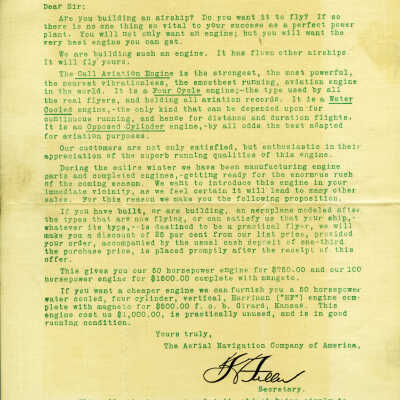 Dear Sir:
Are you building an airship? Do you want it to fly? If so
there is no one thing so vital to your success as a perfect power
plant. You will not only want an engine; but you will want the
very best engine you can get.
We are building such an engine. It has flown other airships.
It will fly yours.
The Call Aviation Engine is the strongest, the most powerful,
the nearest vibrationless, the smoothest running, aviation engine
in the world. It is a Four Cycle engine;-the type used by all
the real flyers, and holding all aviation records. It is a Water
Cooled engine,-the only kind that can be depended upon for
continuous running, and hence for distance and duration flights.
It is an Opposed Cylinder engine,-by all odds the best adapted
for aviation purposes.
Our customers are not only satisfied, but enthusiastic in their
appreciation of the superb running qualities of this engine.
During the entire winter we have been manufacturing engine
parts and completed engines,-getting ready for the enormous rush
of the coming season. We want to introduce this engine in your
immediate vicinity, as we feel certain it will lead to many other
sales. For this reason we make you the following proposition.
If you have built, or are building, an aeroplane modeled after
the types that are now flying, or can satisfy us that your ship,-
whatever its type,-is destined to be a practical flyer, we will
make you a discount of 25 per cent from our list price, provided
your order, accompanied by the usual cash deposit of one-third
the purchase price, is placed promptly after the receipt of this
offer.
This gives you our 50 horsepower engine for $750.00 and our 100
horsepower engine for $1500.00 complete with magneto.
If you want a cheaper engine we can furnish you a 50 horsepower
water cooled, four cylinder, vertical, Harriman ("HF") engine com-
plete with magneto for $500.00 f. o. b. Girard, Kansas. This
engine cost us $1,000.00, is practically unused, and is in good
running condition.
Yours truly,
The Aerial Navigation Company of America,
Secretary.